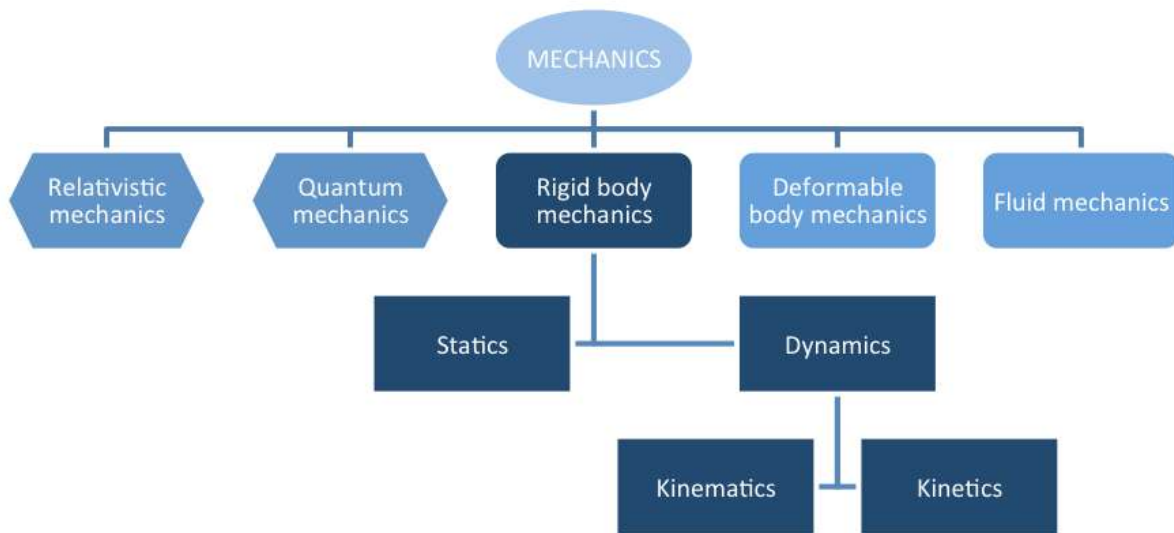 MECHANICS
Relativistic
mechanics
Quantum
mechanics
Rigid body
mechanics
Deformable
body mechanics
Fluid mechanics
Statics
Dynamics
Kinematics
Kinetics